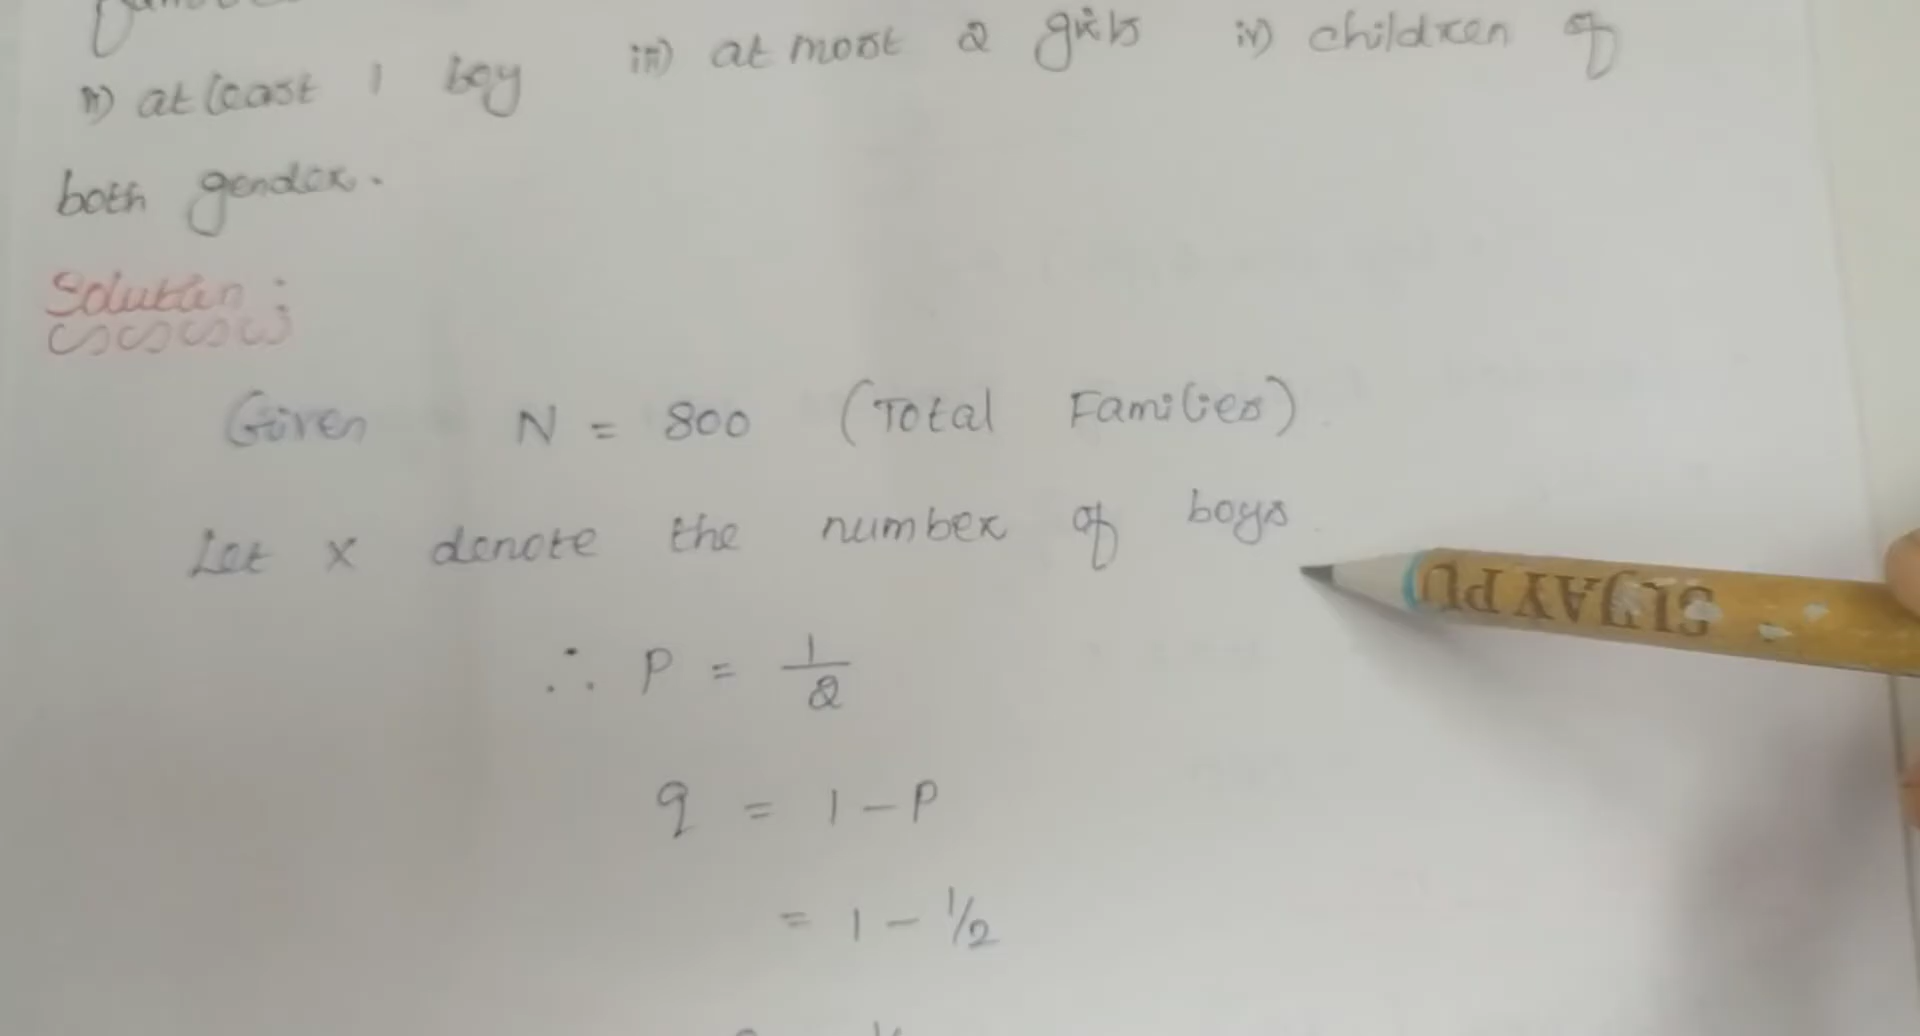 ii) at least 1 boy iii) at most 2 girls iv) children of
both gender.
Solution :
Given N = 800 (Total Families)
Let X denote the number of boys
∴ P = 1/2
q = 1 - P
= 1 - 1/2